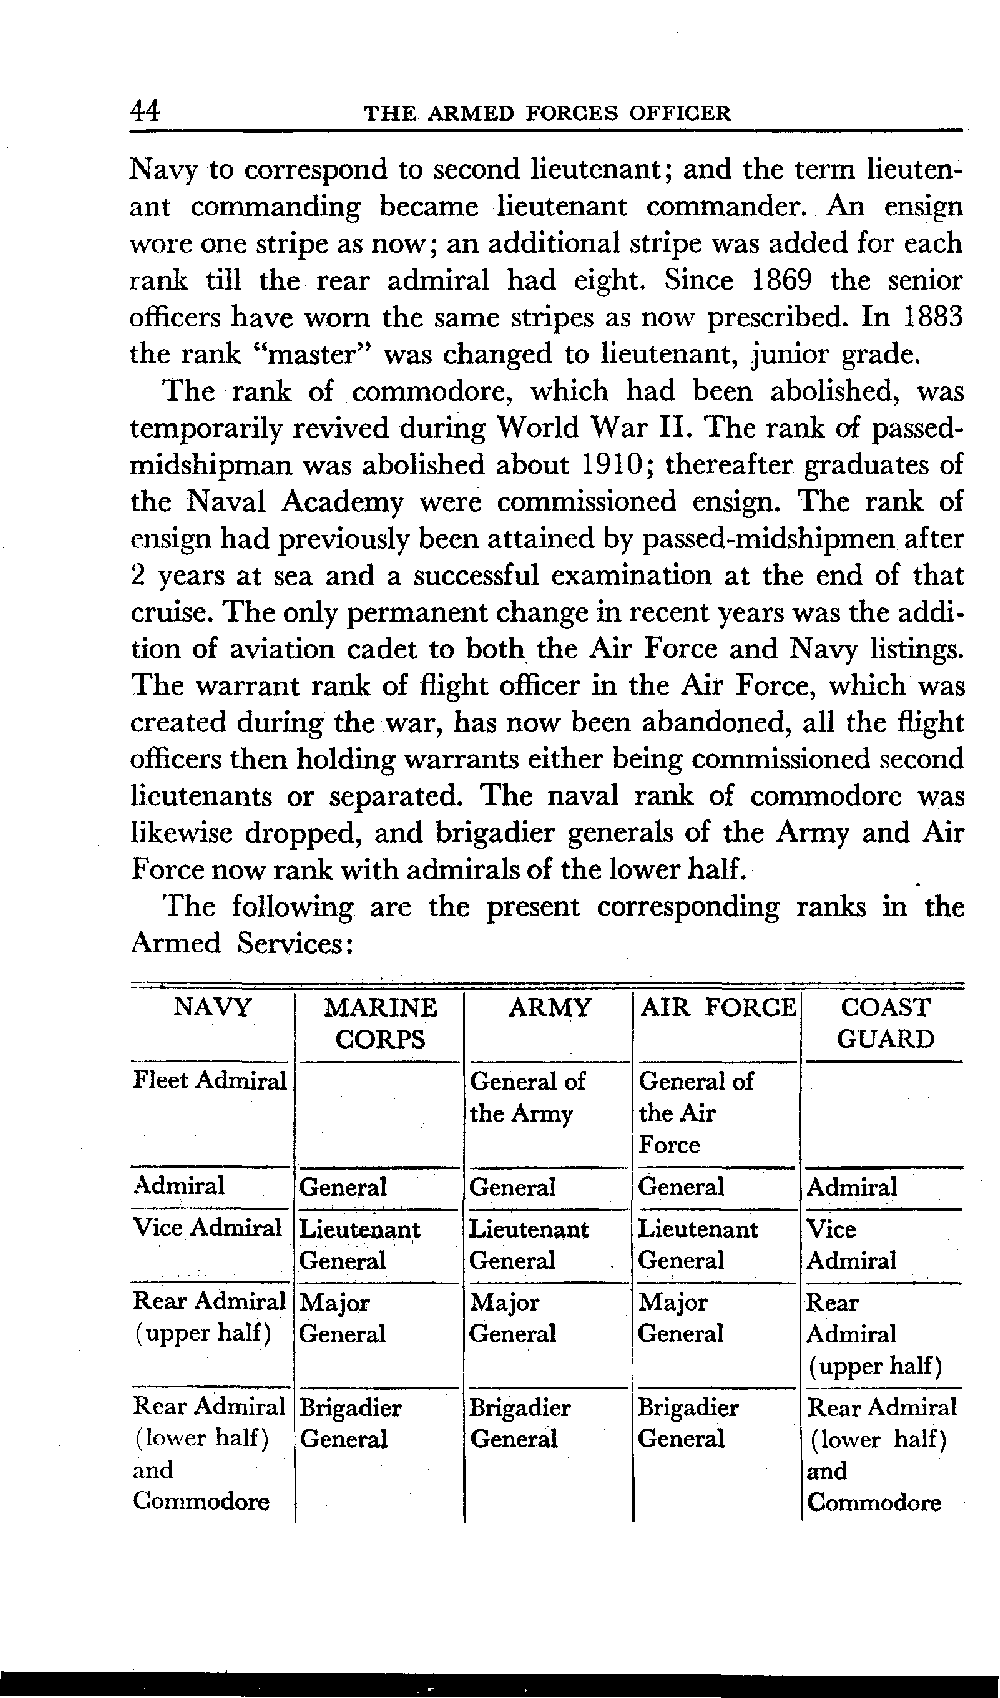 44 THE ARMED FORCES OFFICER
Navy to correspond to second lieutenant; and the term lieuten-
ant commanding became lieutenant commander. An ensign
wore one stripe as now; an additional stripe was added for each
rank till the rear admiral had eight. Since 1869 the senior
officers have worn the same stripes as now prescribed. In 1883
the rank “master” was changed to lieutenant, junior grade.
The rank of commodore, which had been abolished, was
temporarily revived during World War II. The rank of passed-
midshipman was abolished about 1910; thereafter graduates of
the Naval Academy were commissioned ensign. The rank of
ensign had previously been attained by passed-midshipmen after
2 years at sea and a successful examination at the end of that
cruise. The only permanent change in recent years was the addi-
tion of aviation cadet to both the Air Force and Navy listings.
The warrant rank of flight officer in the Air Force, which was
created during the war, has now been abandoned, all the flight
officers then holding warrants either being commissioned second
lieutenants or separated. The naval rank of commodore was
likewise dropped, and brigadier generals of the Army and Air
Force now rank with admirals of the lower half.
The following are the present corresponding ranks in the
Armed Services:
NAVY MARINE ARMY AIR FORCE COAST
CORPS GUARD
Fleet Admiral General of General of
the Army the Air
Force
Admiral General General General Admiral
Vice Admiral Lieutenant Lieutenant Lieutenant Vice
General General General Admiral
Rear Admiral Major Major Major Rear
(upper half) General General General Admiral
(upper half)
Rear Admiral Brigadier Brigadier Brigadier Rear Admiral
(lower half) General General General (lower half)
and and
Commodore Commodore